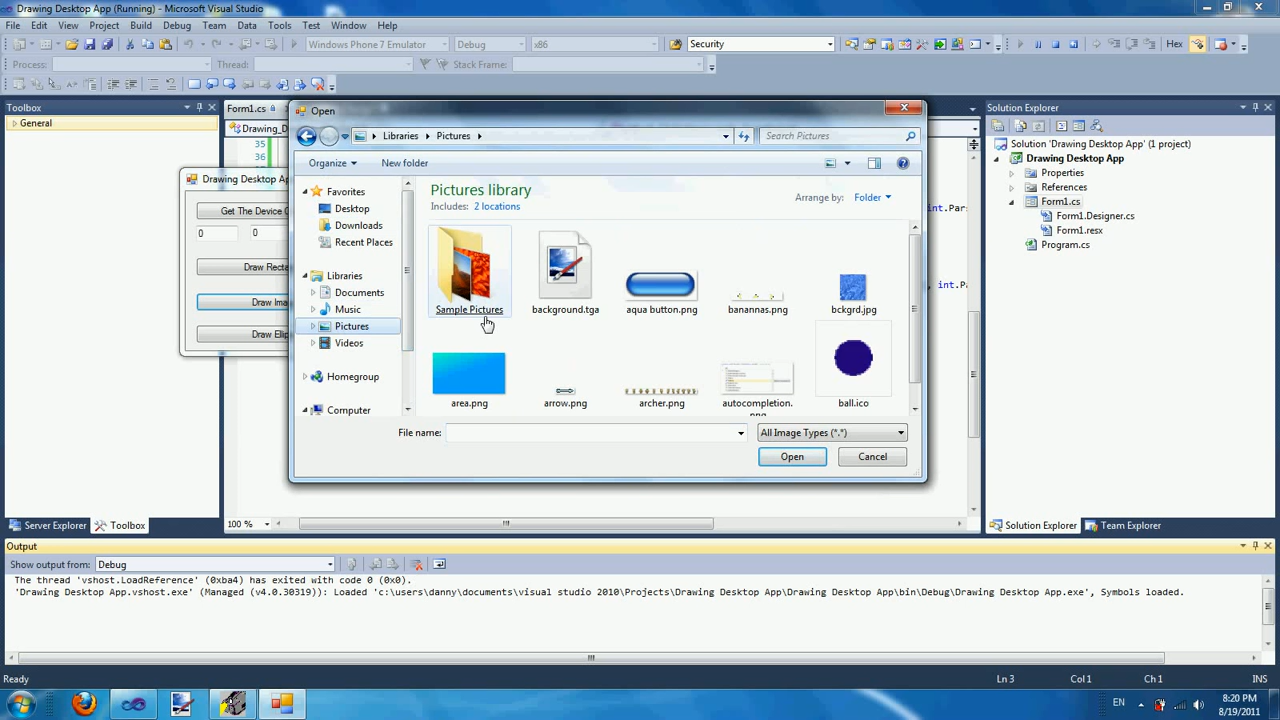 Drawing Desktop App (Running) - Microsoft Visual Studio
File Edit View Project Build Debug Team Data Tools Test Window Help
Windows Phone 7 Emulator Debug x86 Security Hex
Process: Thread: Stack Frame:
Toolbox Form1.cs Open Solution Explorer
General Drawing_D
Libraries Pictures Search Pictures
35
36
Solution 'Drawing Desktop App' (1 project)
Drawing Desktop App
Properties
References
Form1.cs
Form1.Designer.cs
Form1.resx
Program.cs
Organize New folder
Drawing Desktop Ap
Get The Device C
0 0
Draw Recta
Draw Ima
Draw Elip
Favorites
Desktop
Downloads
Recent Places
Libraries
Documents
Music
Pictures
Videos
Homegroup
Computer
Pictures library
Includes: 2 locations
Arrange by: Folder
int.Pars
, int.Pa
Sample Pictures background.tga aqua button.png banannas.png bckgrd.jpg
area.png arrow.png archer.png autocompletion. ball.ico
File name: All Image Types (*.*)
Open Cancel
100 %
Server Explorer Toolbox Solution Explorer Team Explorer
Output
Show output from: Debug
The thread 'vshost.LoadReference' (0xba4) has exited with code 0 (0x0).
'Drawing Desktop App.vshost.exe' (Managed (v4.0.30319)): Loaded 'c:\users\danny\documents\visual studio 2010\Projects\Drawing Desktop App\Drawing Desktop App\bin\Debug\Drawing Desktop App.exe', Symbols loaded.
Ready Ln 3 Col 1 Ch 1 INS
EN 8:20 PM
8/19/2011